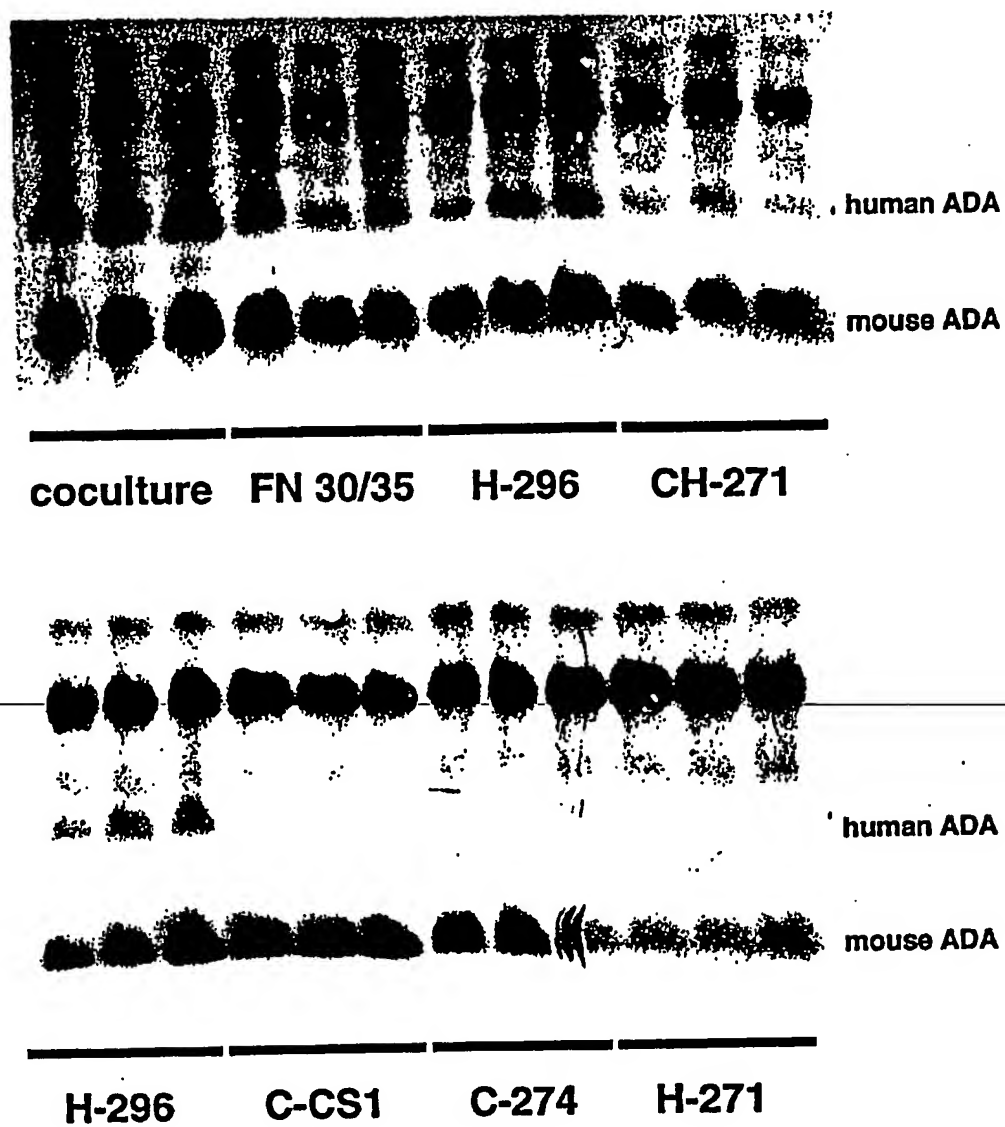 human ADA
mouse ADA
coculture FN 30/35 H-296 CH-271
human ADA
mouse ADA
H-296 C-CS1 C-274 H-271